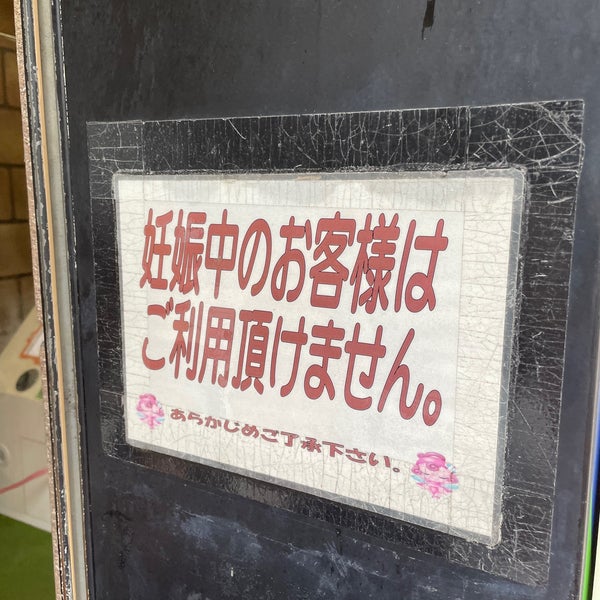 妊娠中のお客様は
ご利用頂けません。
あらかじめご了承下さい。